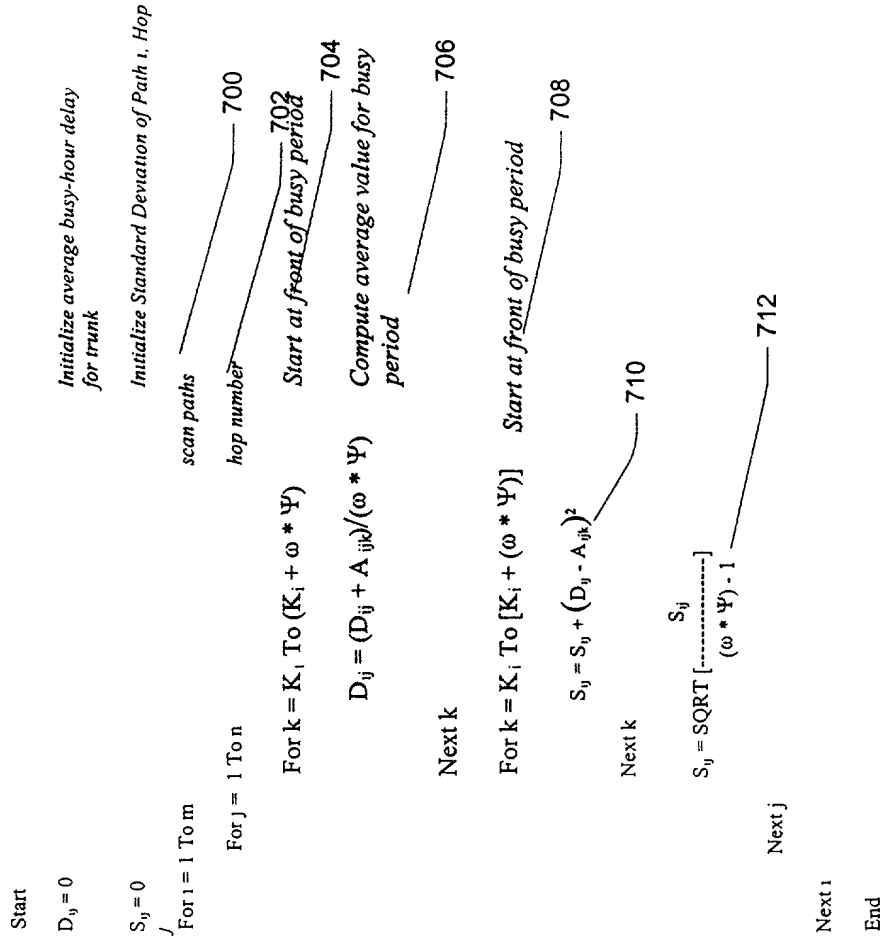 Start
D_ij = 0 Initialize average busy-hour delay
for trunk
S_ij = 0 Initialize Standard Deviation of Path ı, Hop
J
For ı = 1 To m scan paths 700
For j = 1 To n hop number 702
For k = K_ı To (K_i + ω * Ψ) Start at front of busy period 704
D_ij = (D_ij + A_ijk)/(ω * Ψ) Compute average value for busy
period 706
Next k
For k = K_i To [K_i + (ω * Ψ)] Start at front of busy period 708
S_ij = S_ij + (D_ij - A_ijk)² 710
Next k
S_ij
S_ij = SQRT [--------------]
(ω * Ψ) - 1 712
Next j
Next ı
End